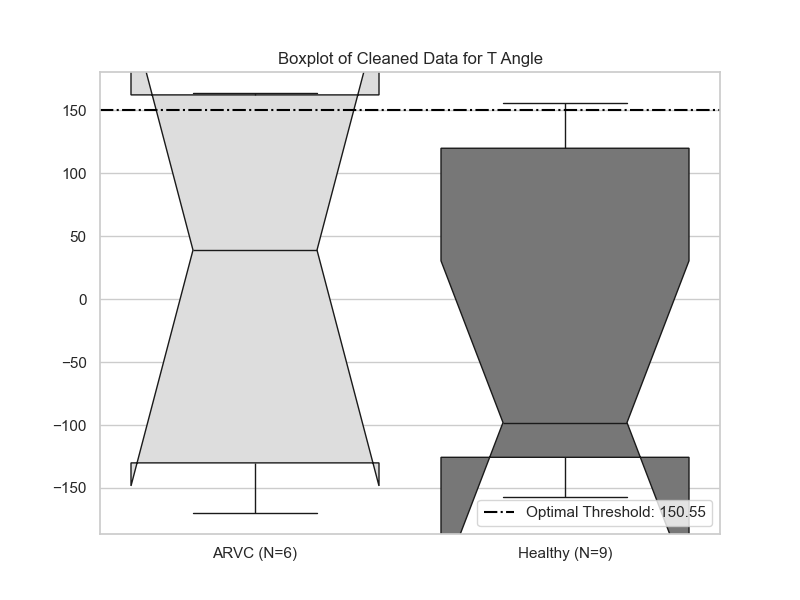 Boxplot of Cleaned Data for T Angle
150
100
50
0
−50
−100
−150
Optimal Threshold: 150.55
ARVC (N=6)
Healthy (N=9)